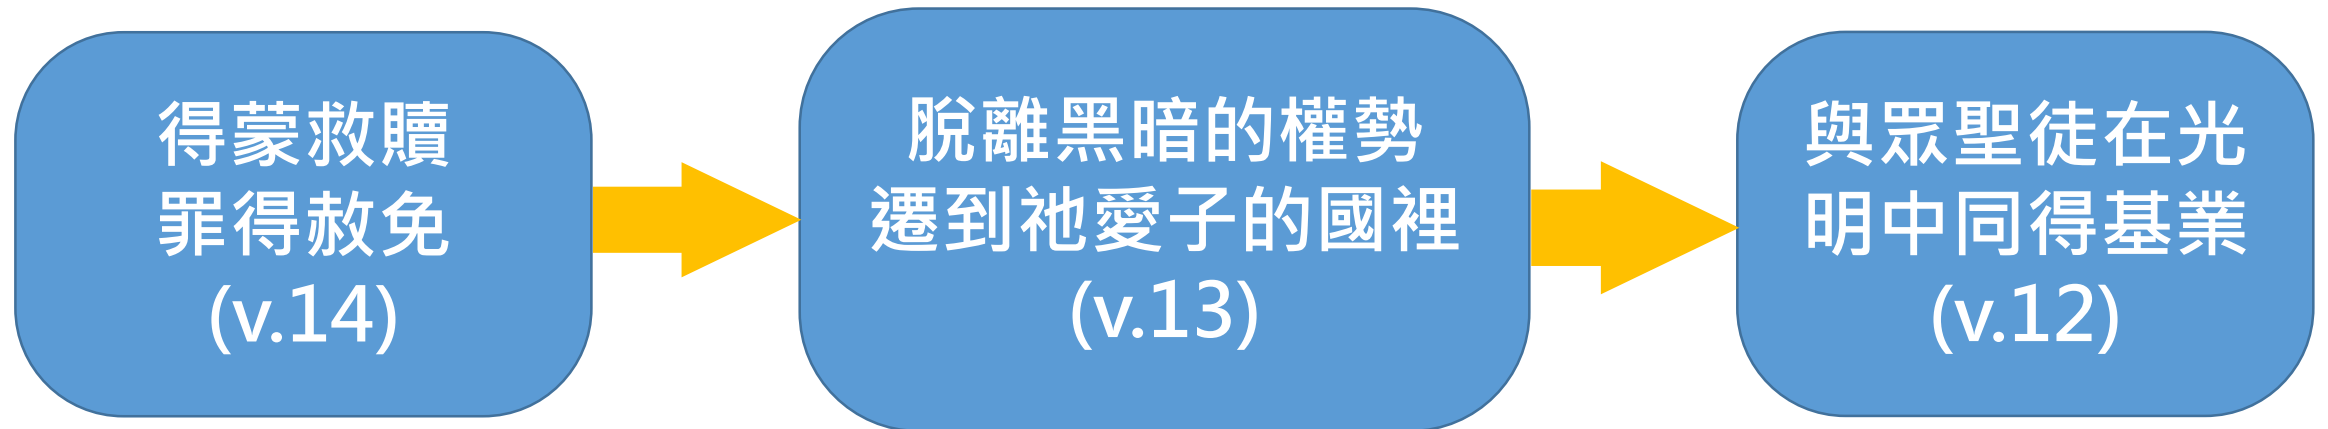 得蒙救贖
罪得赦免
(v.14)
脫離黑暗的權勢
遷到祂愛子的國裡
(v.13)
與眾聖徒在光
明中同得基業
(v.12)